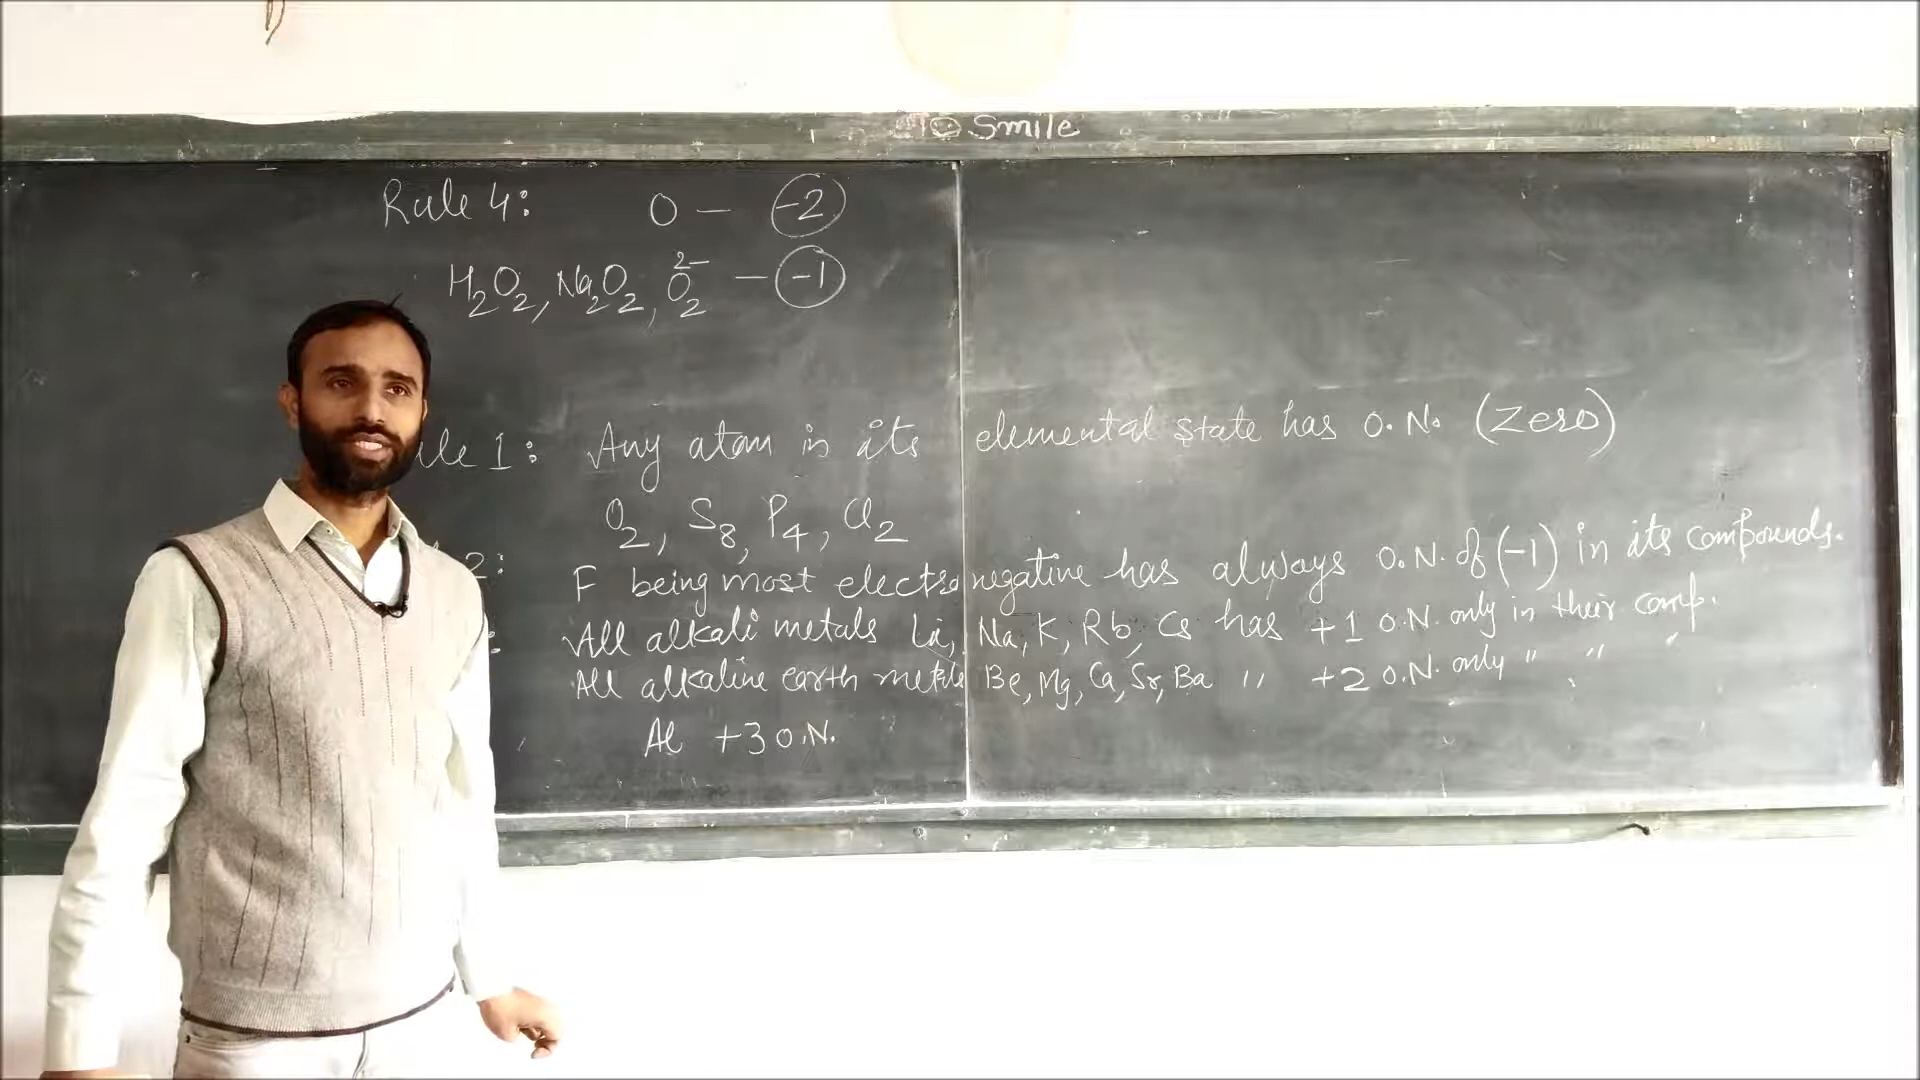 Smile
Rule 4: O – -2
H₂O₂, Na₂O₂, O₂²⁻ – -1
ule 1: Any atom in its elemental state has O.N. (Zero)
O₂, S₈, P₄, Cl₂
2: F being most electronegative has always O.N. of (-1) in its compounds.
: All alkali metals Li, Na, K, Rb, Cs has +1 O.N. only in their comp.
All alkaline earth metals Be, Mg, Ca, Sr, Ba " +2 O.N. only " "
Al +3 O.N.